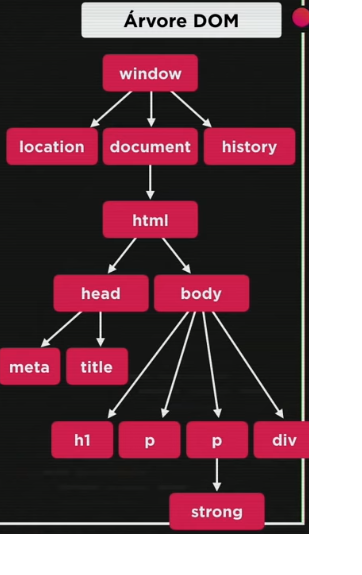 Árvore DOM
window
location document history
html
head body
meta title
h1 p p div
strong